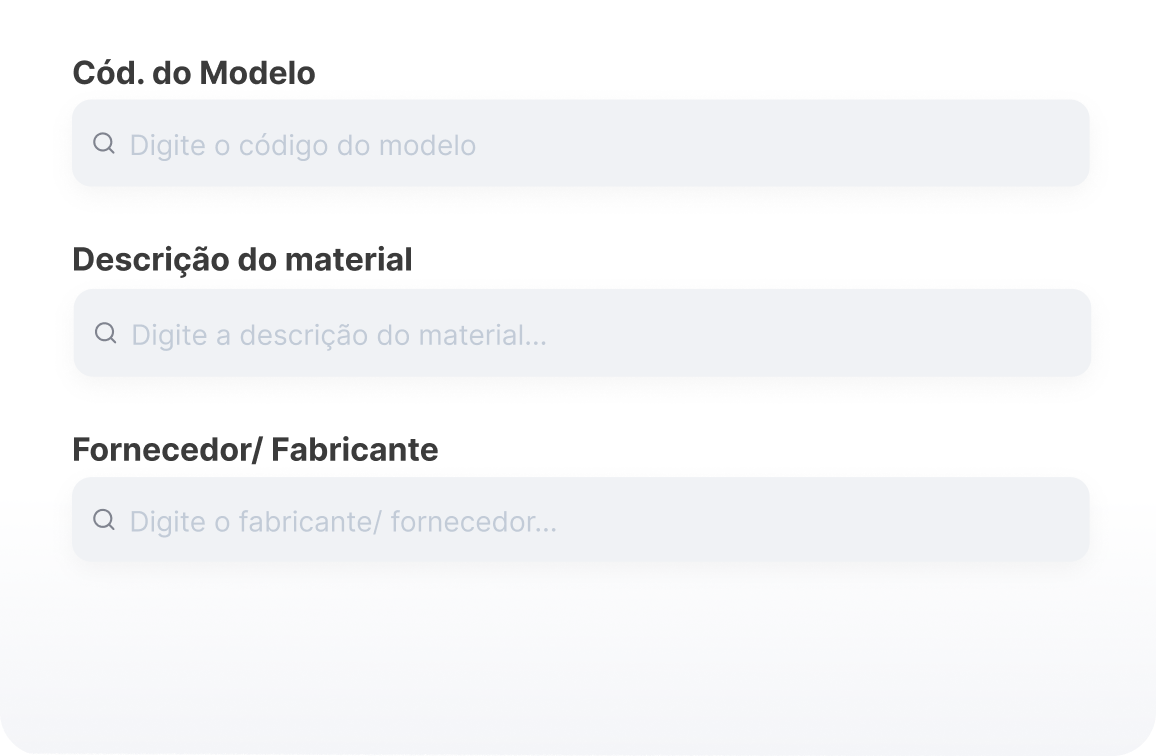 Cód. do Modelo
Digite o código do modelo
Descrição do material
Digite a descrição do material...
Fornecedor/ Fabricante
Digite o fabricante/ fornecedor...